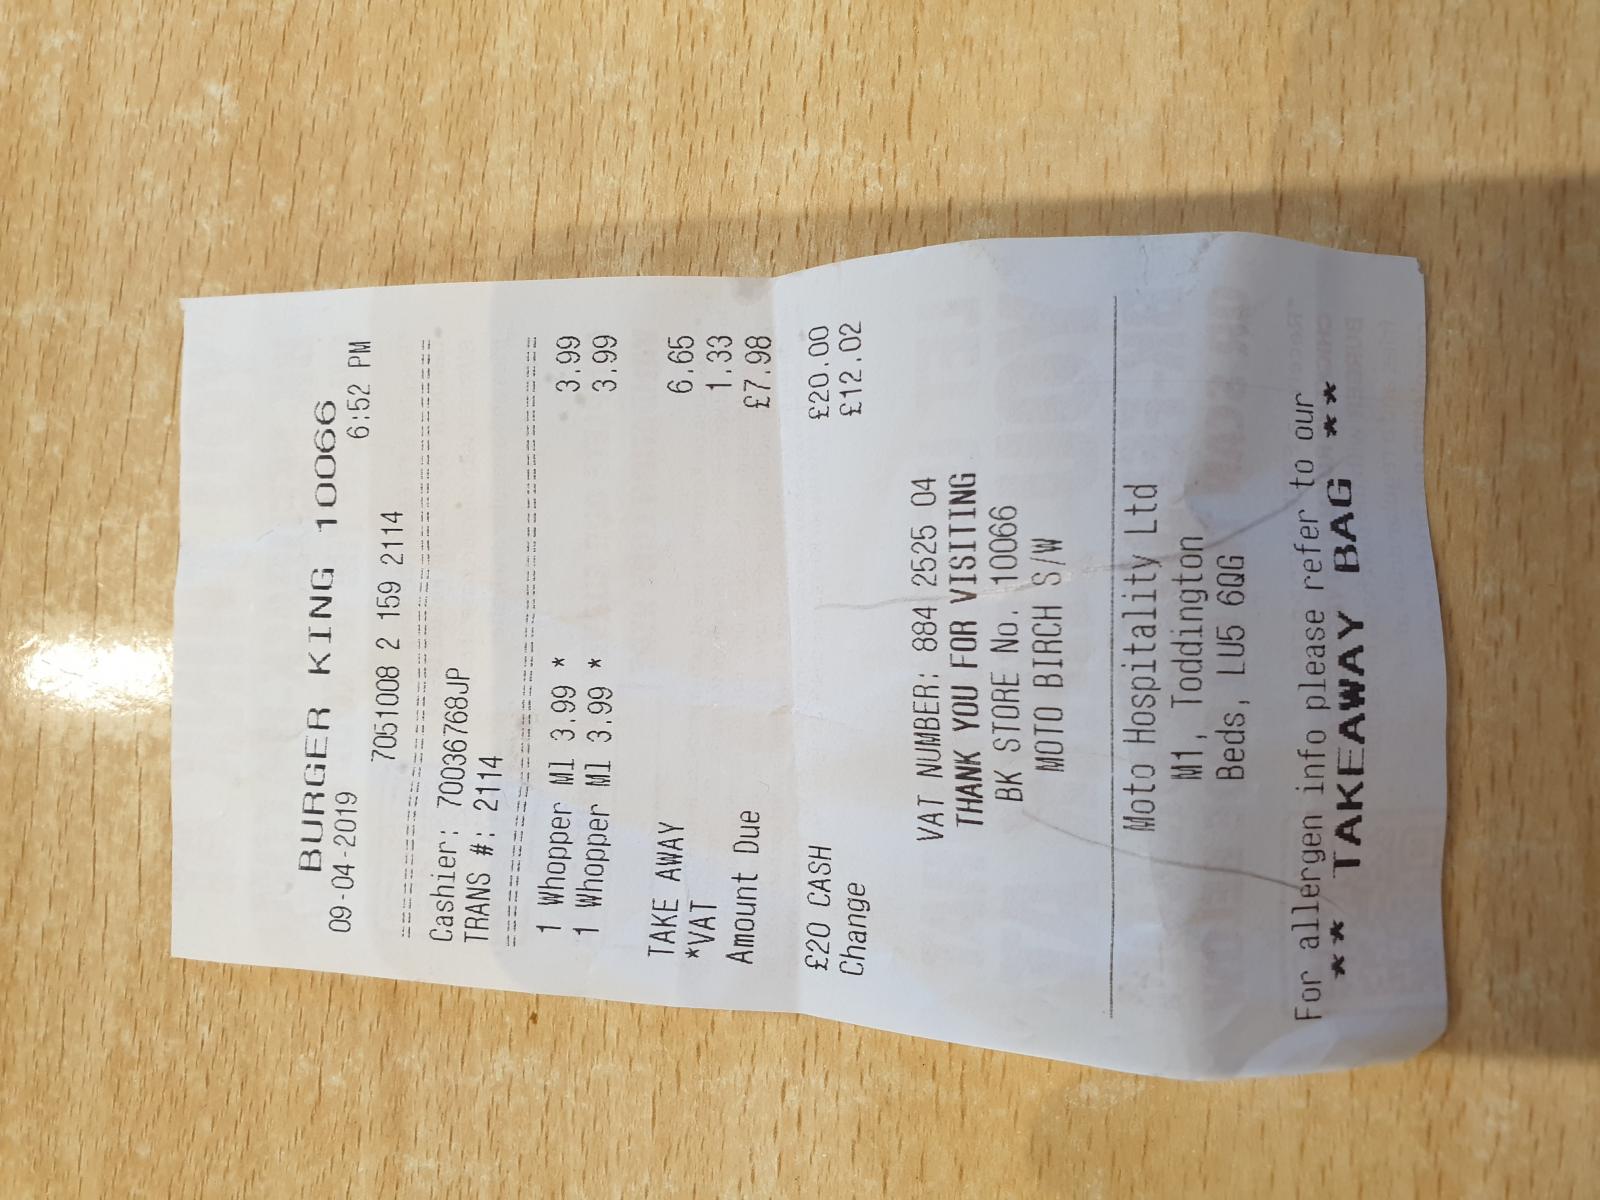 BURGER KING 10066
09-04-2019 6:52 PM
7051008 2 159 2114
Cashier: 70036768JP
TRANS #: 2114
1 Whopper Ml 3.99 * 3.99
1 Whopper Ml 3.99 * 3.99
TAKE AWAY 6.65
*VAT 1.33
Amount Due £7.98
£20 CASH £20.00
Change £12.02
VAT NUMBER: 884 2525 04
THANK YOU FOR VISITING
BK STORE No. 10066
MOTO BIRCH S/W
Moto Hospitality Ltd
M1, Toddington
Beds, LU5 6QG
For allergen info please refer to our
** TAKEAWAY BAG **